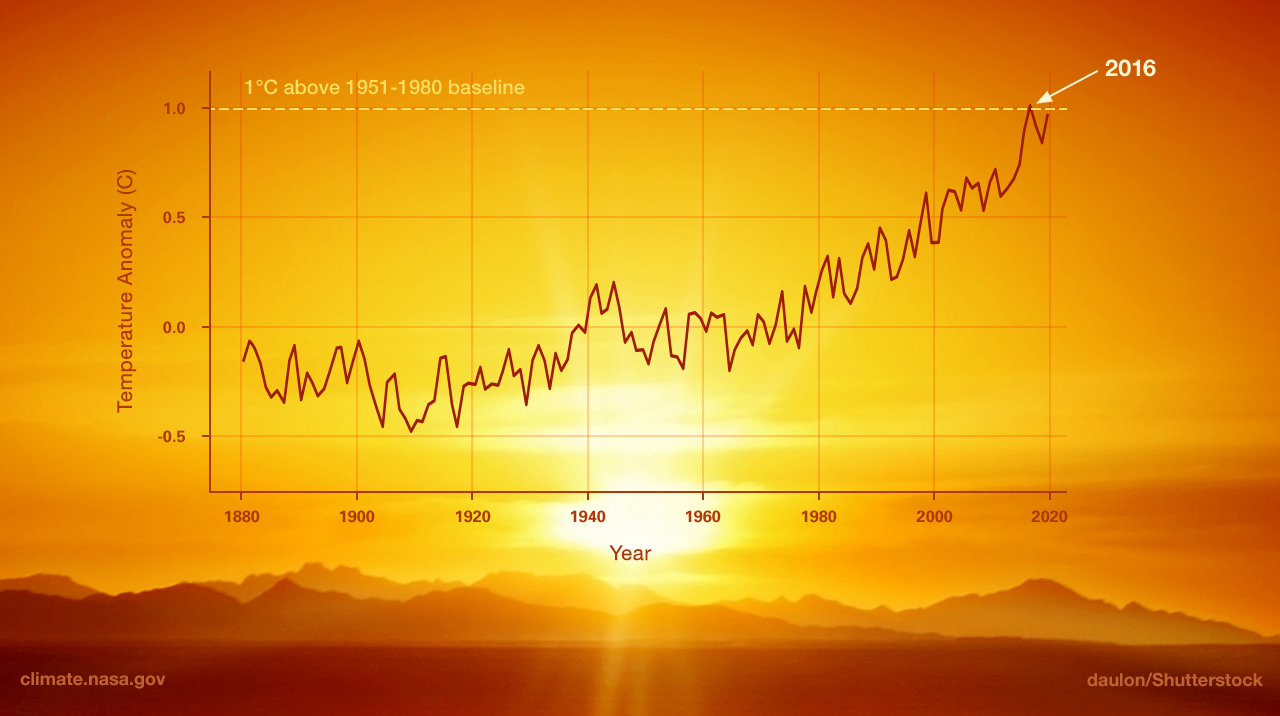 1°C above 1951-1980 baseline
2016
1.0
0.5
0.0
-0.5
Temperature Anomaly (C)
1880 1900 1920 1940 1960 1980 2000 2020
Year
climate.nasa.gov
daulon/Shutterstock